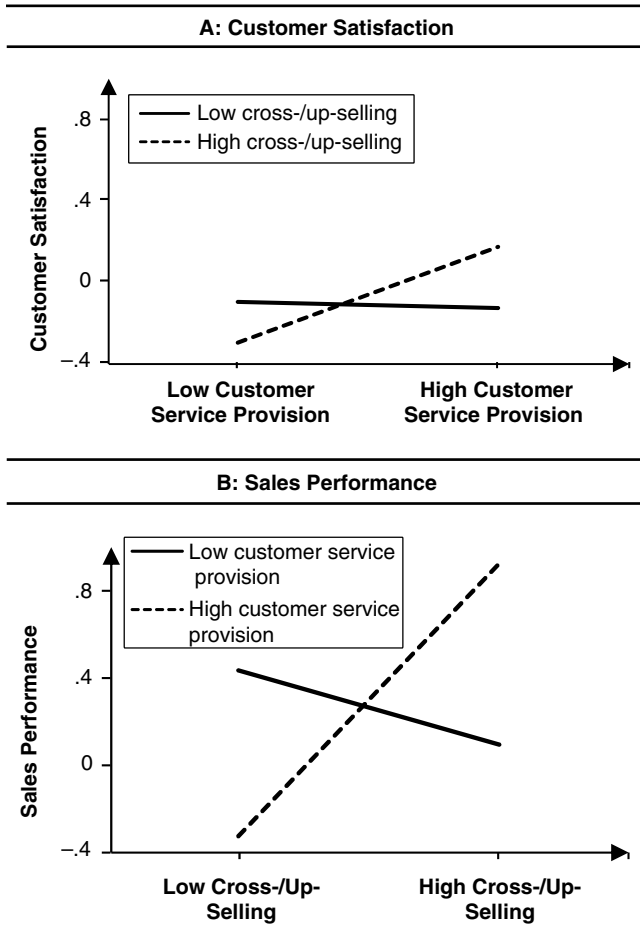 A: Customer Satisfaction
Low cross-/up-selling
High cross-/up-selling
Customer Satisfaction
.8
.4
0
–.4
Low Customer
Service Provision
High Customer
Service Provision
B: Sales Performance
Low customer service
provision
High customer service
provision
Sales Performance
.8
.4
0
–.4
Low Cross-/Up-
Selling
High Cross-/Up-
Selling